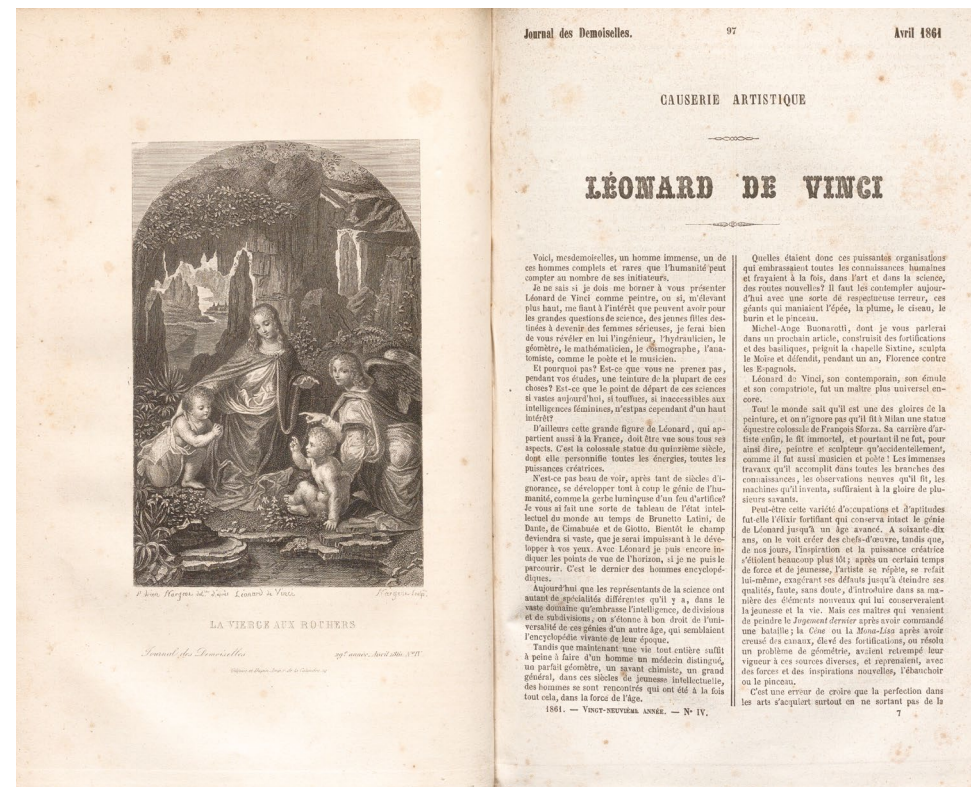 LA VIERGE AUX ROCHERS
Journal des Demoiselles
29e année, Avril 1861. Nº IV.
Journal des Demoiselles.
97
Avril 1861
CAUSERIE ARTISTIQUE
LÉONARD DE VINCI
Voici, mesdemoiselles, un homme immense, un de
ces hommes complets et rares que l'humanité peut
compter au nombre de ses initiateurs.
Je ne sais si je dois me borner à vous présenter
Léonard de Vinci comme peintre, ou si, m'élevant
plus haut, me fiant à l'intérêt que peuvent avoir pour
les grandes questions de science, des jeunes filles des-
tinées à devenir des femmes sérieuses, je ferai bien
de vous révéler en lui l'ingénieur, l'hydraulicien, le
géomètre, le mathématicien, le cosmographe, l'ana-
tomiste, comme le poète et le musicien.
Et pourquoi pas? Est-ce que vous ne prenez pas,
pendant vos études, une teinture de la plupart de ces
choses? Est-ce que le point de départ de ces sciences
si vastes aujourd'hui, si touffues, si inaccessibles aux
intelligences féminines, n'est pas cependant d'un haut
intérêt?
D'ailleurs cette grande figure de Léonard, qui ap-
partient aussi à la France, doit être vue sous tous ses
aspects. C'est la colossale statue du quinzième siècle,
dont elle personnifie toutes les énergies, toutes les
puissances créatrices.
N'est-ce pas beau de voir, après tant de siècles d'i-
gnorance, se développer tout à coup le génie de l'hu-
manité, comme la gerbe lumineuse d'un feu d'artifice?
Je vous ai fait une sorte de tableau de l'état intel-
lectuel du monde au temps de Brunetto Latini, de
Dante, de Cimabuée et de Giotto. Bientôt le champ
deviendra si vaste, que je serai impuissant à le déve-
lopper à vos yeux. Avec Léonard je puis encore in-
diquer les points de vue de l'horizon, si je ne puis le
parcourir. C'est le dernier des hommes encyclopé-
diques.
Aujourd'hui que les représentants de la science ont
autant de spécialités différentes qu'il y a, dans le
vaste domaine qu'embrasse l'intelligence, de divisions
et de subdivisions, on s'étonne à bon droit de l'uni-
versalité de ces génies d'un autre âge, qui semblaient
l'encyclopédie vivante de leur époque.
Tandis que maintenant une vie tout entière suffit
à peine à faire d'un homme un médecin distingué,
un parfait géomètre, un savant chimiste, un grand
général, dans ces siècles de jeunesse intellectuelle,
des hommes se sont rencontrés qui ont été à la fois
tout cela, dans la force de l'âge.
1861. — VINGT-NEUVIÈME ANNÉE. — Nº IV.
Quelles étaient donc ces puissantes organisations
qui embrassaient toutes les connaissances humaines
et frayaient à la fois, dans l'art et dans la science,
des routes nouvelles? Il faut les contempler aujour-
d'hui avec une sorte de respectueuse terreur, ces
géants qui maniaient l'épée, la plume, le ciseau, le
burin et le pinceau.
Michel-Ange Buonarotti, dont je vous parlerai
dans un prochain article, construisit des fortifications
et des basiliques, peignit la chapelle Sixtine, sculpta
le Moïse et défendit, pendant un an, Florence contre
les Espagnols.
Léonard de Vinci, son contemporain, son émule
et son compatriote, fut un maître plus universel en-
core.
Tout le monde sait qu'il est une des gloires de la
peinture, et on n'ignore pas qu'il fit à Milan une statue
équestre colossale de François Sforza. Sa carrière d'ar-
tiste enfin, le fit immortel, et pourtant il ne fut, pour
ainsi dire, peintre et sculpteur qu'accidentellement,
comme il fut aussi musicien et poète! Les immenses
travaux qu'il accomplit dans toutes les branches des
connaissances, les observations neuves qu'il fit, les
machines qu'il inventa, suffiraient à la gloire de plu-
sieurs savants.
Peut-être cette variété d'occupations et d'aptitudes
fut-elle l'élixir fortifiant qui conserva intact le génie
de Léonard jusqu'à un âge avancé. A soixante-dix
ans, on le voit créer des chefs-d'œuvre, tandis que,
de nos jours, l'inspiration et la puissance créatrice
s'étiolent beaucoup plus tôt; après un certain temps
de force et de jeunesse, l'artiste se répète, se refait
lui-même, exagérant ses défauts jusqu'à éteindre ses
qualités, faute, sans doute, d'introduire dans sa ma-
nière des éléments nouveaux qui lui conserveraient
la jeunesse et la vie. Mais ces maîtres qui venaient
de peindre le Jugement dernier après avoir commandé
une bataille; la Cène ou la Mona-Lisa après avoir
creusé des canaux, élevé des fortifications, ou résolu
un problème de géométrie, avaient retrempé leur
vigueur à ces sources diverses, et reprenaient, avec
des forces et des inspirations nouvelles, l'ébauchoir
ou le pinceau.
C'est une erreur de croire que la perfection dans
les arts s'acquiert surtout en ne sortant pas de la
7